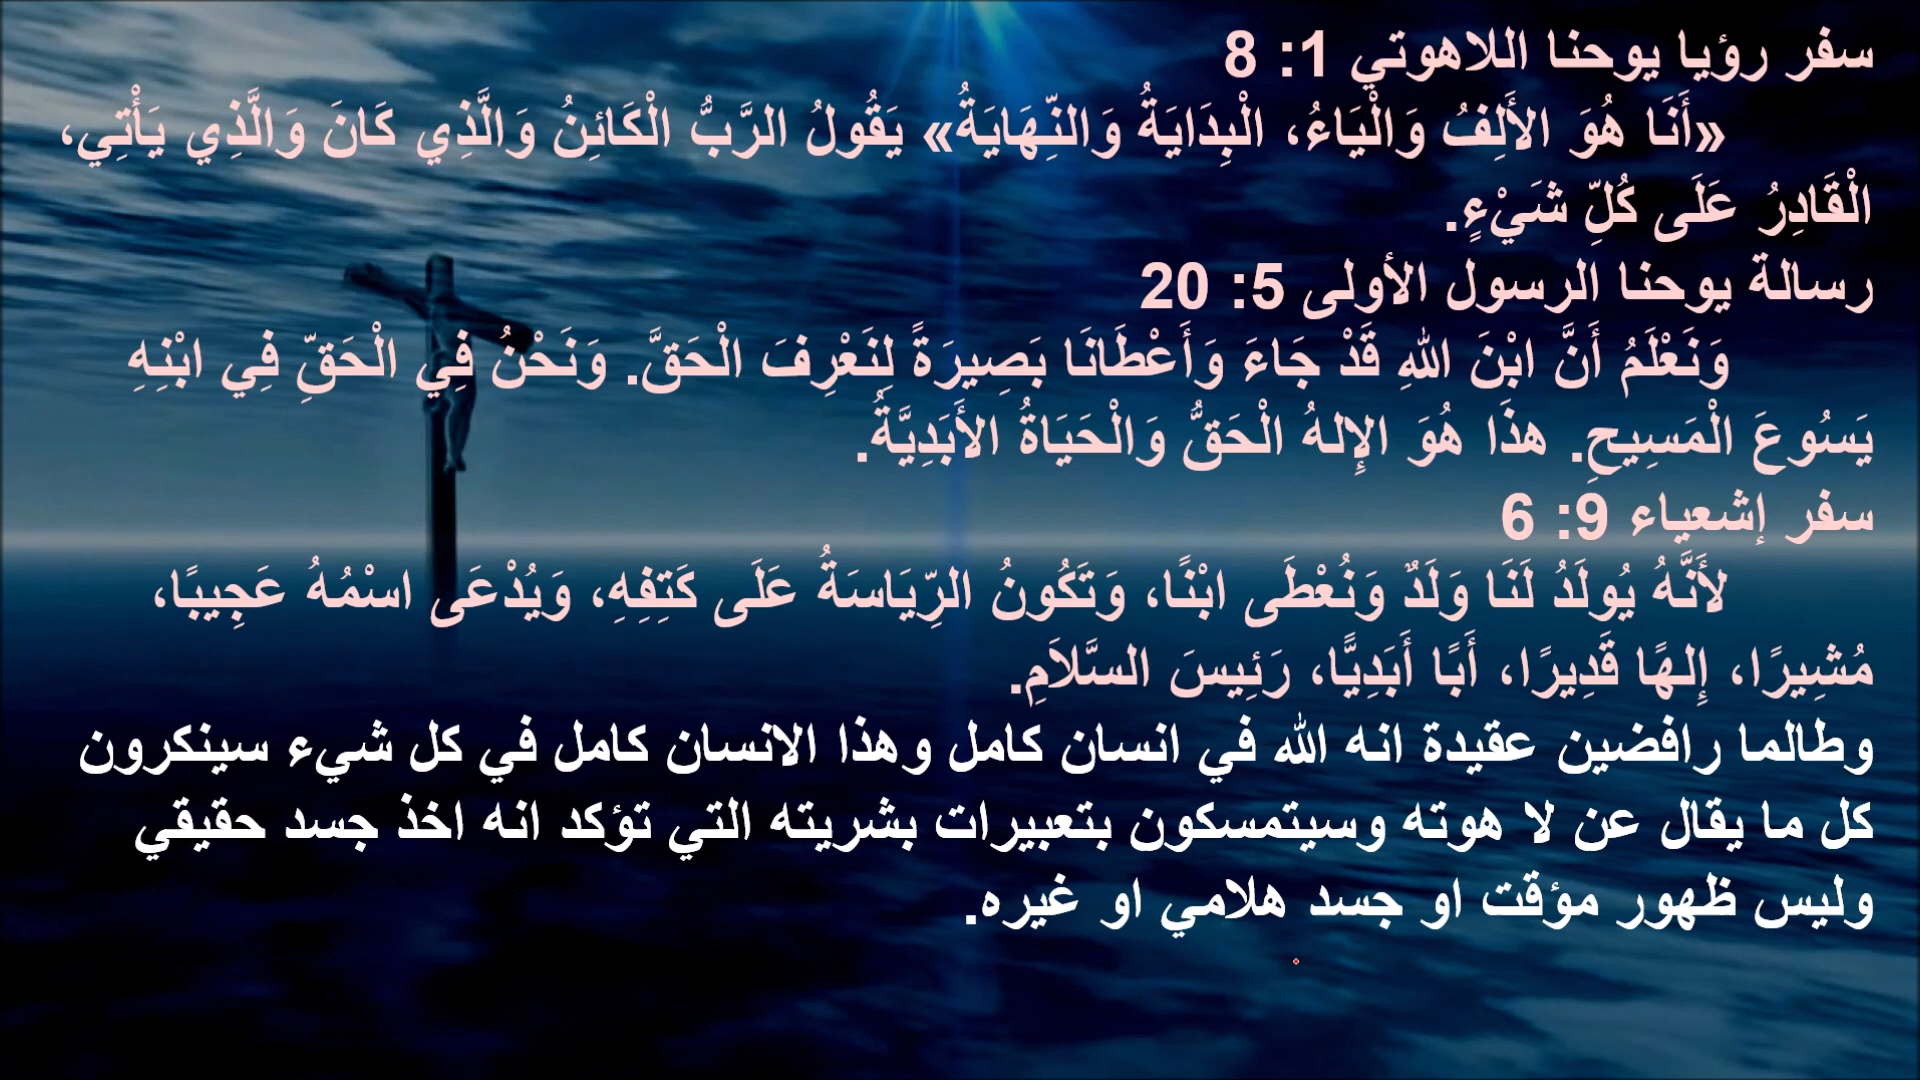 سفر رؤيا يوحنا اللاهوتي 1: 8
«أَنَا هُوَ الأَلِفُ وَالْيَاءُ، الْبِدَايَةُ وَالنِّهَايَةُ» يَقُولُ الرَّبُّ الْكَائِنُ وَالَّذِي كَانَ وَالَّذِي يَأْتِي،
الْقَادِرُ عَلَى كُلِّ شَيْءٍ.
رسالة يوحنا الرسول الأولى 5: 20
وَنَعْلَمُ أَنَّ ابْنَ اللهِ قَدْ جَاءَ وَأَعْطَانَا بَصِيرَةً لِنَعْرِفَ الْحَقَّ. وَنَحْنُ فِي الْحَقِّ فِي ابْنِهِ
يَسُوعَ الْمَسِيحِ. هذَا هُوَ الإِلهُ الْحَقُّ وَالْحَيَاةُ الأَبَدِيَّةُ.
سفر إشعياء 9: 6
لأَنَّهُ يُولَدُ لَنَا وَلَدٌ وَنُعْطَى ابْنًا، وَتَكُونُ الرِّيَاسَةُ عَلَى كَتِفِهِ، وَيُدْعَى اسْمُهُ عَجِيبًا،
مُشِيرًا، إِلهًا قَدِيرًا، أَبًا أَبَدِيًّا، رَئِيسَ السَّلاَمِ.
وطالما رافضين عقيدة انه الله في انسان كامل وهذا الانسان كامل في كل شيء سينكرون
كل ما يقال عن لا هوته وسيتمسكون بتعبيرات بشريته التي تؤكد انه اخذ جسد حقيقي
وليس ظهور مؤقت او جسد هلامي او غيره.